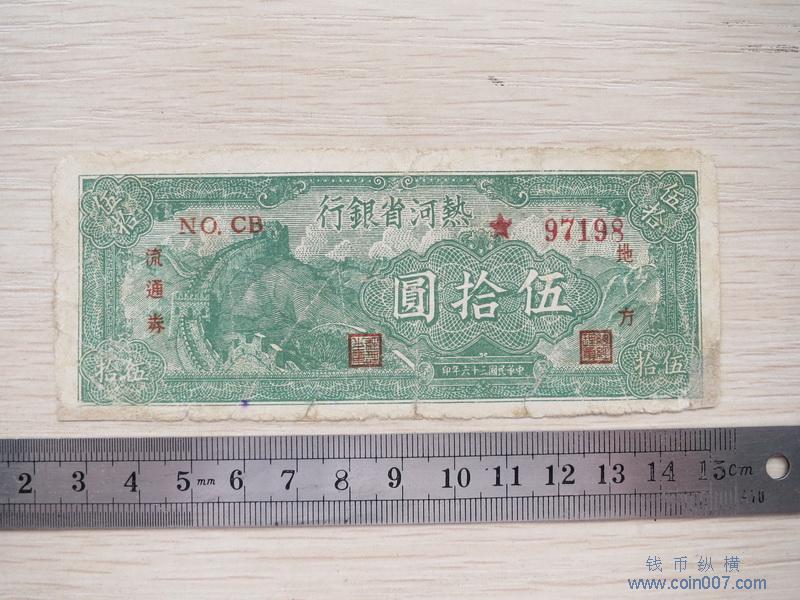 伍拾
伍拾
行銀省河熱
NO. CB
97198
流通券
地方
圓拾伍
印年六十三國民華中
拾伍
伍拾
2 3 4 5 mm 6 7 8 9 10 11 12 13 14 15 cm
钱币纵横
www.coin007.com